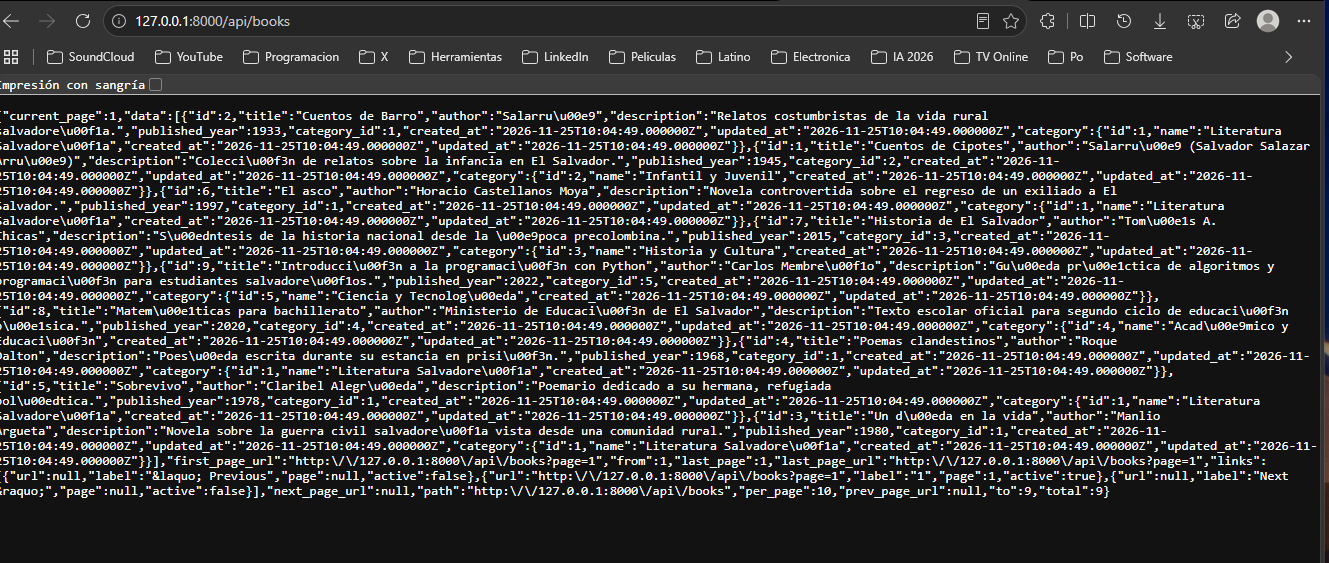 127.0.0.1:8000/api/books
SoundCloud YouTube Programacion X Herramientas LinkedIn Peliculas Latino Electronica IA 2026 TV Online Po Software
Impresión con sangría
{"current_page":1,"data":[{"id":2,"title":"Cuentos de Barro","author":"Salarru\u00e9","description":"Relatos costumbristas de la vida rural
salvadore\u00f1a.","published_year":1933,"category_id":1,"created_at":"2026-11-25T10:04:49.000000Z","updated_at":"2026-11-25T10:04:49.000000Z","category":{"id":1,"name":"Literatura
Salvadore\u00f1a","created_at":"2026-11-25T10:04:49.000000Z","updated_at":"2026-11-25T10:04:49.000000Z"}},{"id":1,"title":"Cuentos de Cipotes","author":"Salarru\u00e9 (Salvador Salazar
Arru\u00e9)","description":"Colecci\u00f3n de relatos sobre la infancia en El Salvador.","published_year":1945,"category_id":2,"created_at":"2026-11-
25T10:04:49.000000Z","updated_at":"2026-11-25T10:04:49.000000Z","category":{"id":2,"name":"Infantil y Juvenil","created_at":"2026-11-25T10:04:49.000000Z","updated_at":"2026-11-
25T10:04:49.000000Z"}},{"id":6,"title":"El asco","author":"Horacio Castellanos Moya","description":"Novela controvertida sobre el regreso de un exiliado a El
Salvador.","published_year":1997,"category_id":1,"created_at":"2026-11-25T10:04:49.000000Z","updated_at":"2026-11-25T10:04:49.000000Z","category":{"id":1,"name":"Literatura
Salvadore\u00f1a","created_at":"2026-11-25T10:04:49.000000Z","updated_at":"2026-11-25T10:04:49.000000Z"}},{"id":7,"title":"Historia de El Salvador","author":"Tom\u00e1s A.
Chicas","description":"S\u00edntesis de la historia nacional desde la \u00e9poca precolombina.","published_year":2015,"category_id":3,"created_at":"2026-11-
25T10:04:49.000000Z","updated_at":"2026-11-25T10:04:49.000000Z","category":{"id":3,"name":"Historia y Cultura","created_at":"2026-11-25T10:04:49.000000Z","updated_at":"2026-11-
25T10:04:49.000000Z"}},{"id":9,"title":"Introducci\u00f3n a la programaci\u00f3n con Python","author":"Carlos Membre\u00f1o","description":"Gu\u00eda pr\u00e1ctica de algoritmos y
programaci\u00f3n para estudiantes salvadore\u00f1os.","published_year":2022,"category_id":5,"created_at":"2026-11-25T10:04:49.000000Z","updated_at":"2026-11-
25T10:04:49.000000Z","category":{"id":5,"name":"Ciencia y Tecnolog\u00eda","created_at":"2026-11-25T10:04:49.000000Z","updated_at":"2026-11-25T10:04:49.000000Z"}},
{"id":8,"title":"Matem\u00e1ticas para bachillerato","author":"Ministerio de Educaci\u00f3n de El Salvador","description":"Texto escolar oficial para segundo ciclo de educaci\u00f3n
b\u00e1sica.","published_year":2020,"category_id":4,"created_at":"2026-11-25T10:04:49.000000Z","updated_at":"2026-11-25T10:04:49.000000Z","category":{"id":4,"name":"Acad\u00e9mico y
Educaci\u00f3n","created_at":"2026-11-25T10:04:49.000000Z","updated_at":"2026-11-25T10:04:49.000000Z"}},{"id":4,"title":"Poemas clandestinos","author":"Roque
Dalton","description":"Poes\u00eda escrita durante su estancia en prisi\u00f3n.","published_year":1968,"category_id":1,"created_at":"2026-11-25T10:04:49.000000Z","updated_at":"2026-11-25T10:04:49.000000Z",
"category":{"id":1,"name":"Literatura Salvadore\u00f1a","created_at":"2026-11-25T10:04:49.000000Z","updated_at":"2026-11-25T10:04:49.000000Z"}},
{"id":5,"title":"Sobrevivo","author":"Claribel Alegr\u00eda","description":"Poemario dedicado a su hermana, refugiada
pol\u00edtica.","published_year":1978,"category_id":1,"created_at":"2026-11-25T10:04:49.000000Z","updated_at":"2026-11-25T10:04:49.000000Z","category":{"id":1,"name":"Literatura
Salvadore\u00f1a","created_at":"2026-11-25T10:04:49.000000Z","updated_at":"2026-11-25T10:04:49.000000Z"}},{"id":3,"title":"Un d\u00eda en la vida","author":"Manlio
Argueta","description":"Novela sobre la guerra civil salvadore\u00f1a vista desde una comunidad rural.","published_year":1980,"category_id":1,"created_at":"2026-11-
25T10:04:49.000000Z","updated_at":"2026-11-25T10:04:49.000000Z","category":{"id":1,"name":"Literatura Salvadore\u00f1a","created_at":"2026-11-25T10:04:49.000000Z","updated_at":"2026-11-
25T10:04:49.000000Z"}}],"first_page_url":"http:\/\/127.0.0.1:8000\/api\/books?page=1","from":1,"last_page":1,"last_page_url":"http:\/\/127.0.0.1:8000\/api\/books?page=1","links":
[{"url":null,"label":"&laquo; Previous","page":null,"active":false},{"url":"http:\/\/127.0.0.1:8000\/api\/books?page=1","label":"1","page":1,"active":true},{"url":null,"label":"Next
&raquo;","page":null,"active":false}],"next_page_url":null,"path":"http:\/\/127.0.0.1:8000\/api\/books","per_page":10,"prev_page_url":null,"to":9,"total":9}